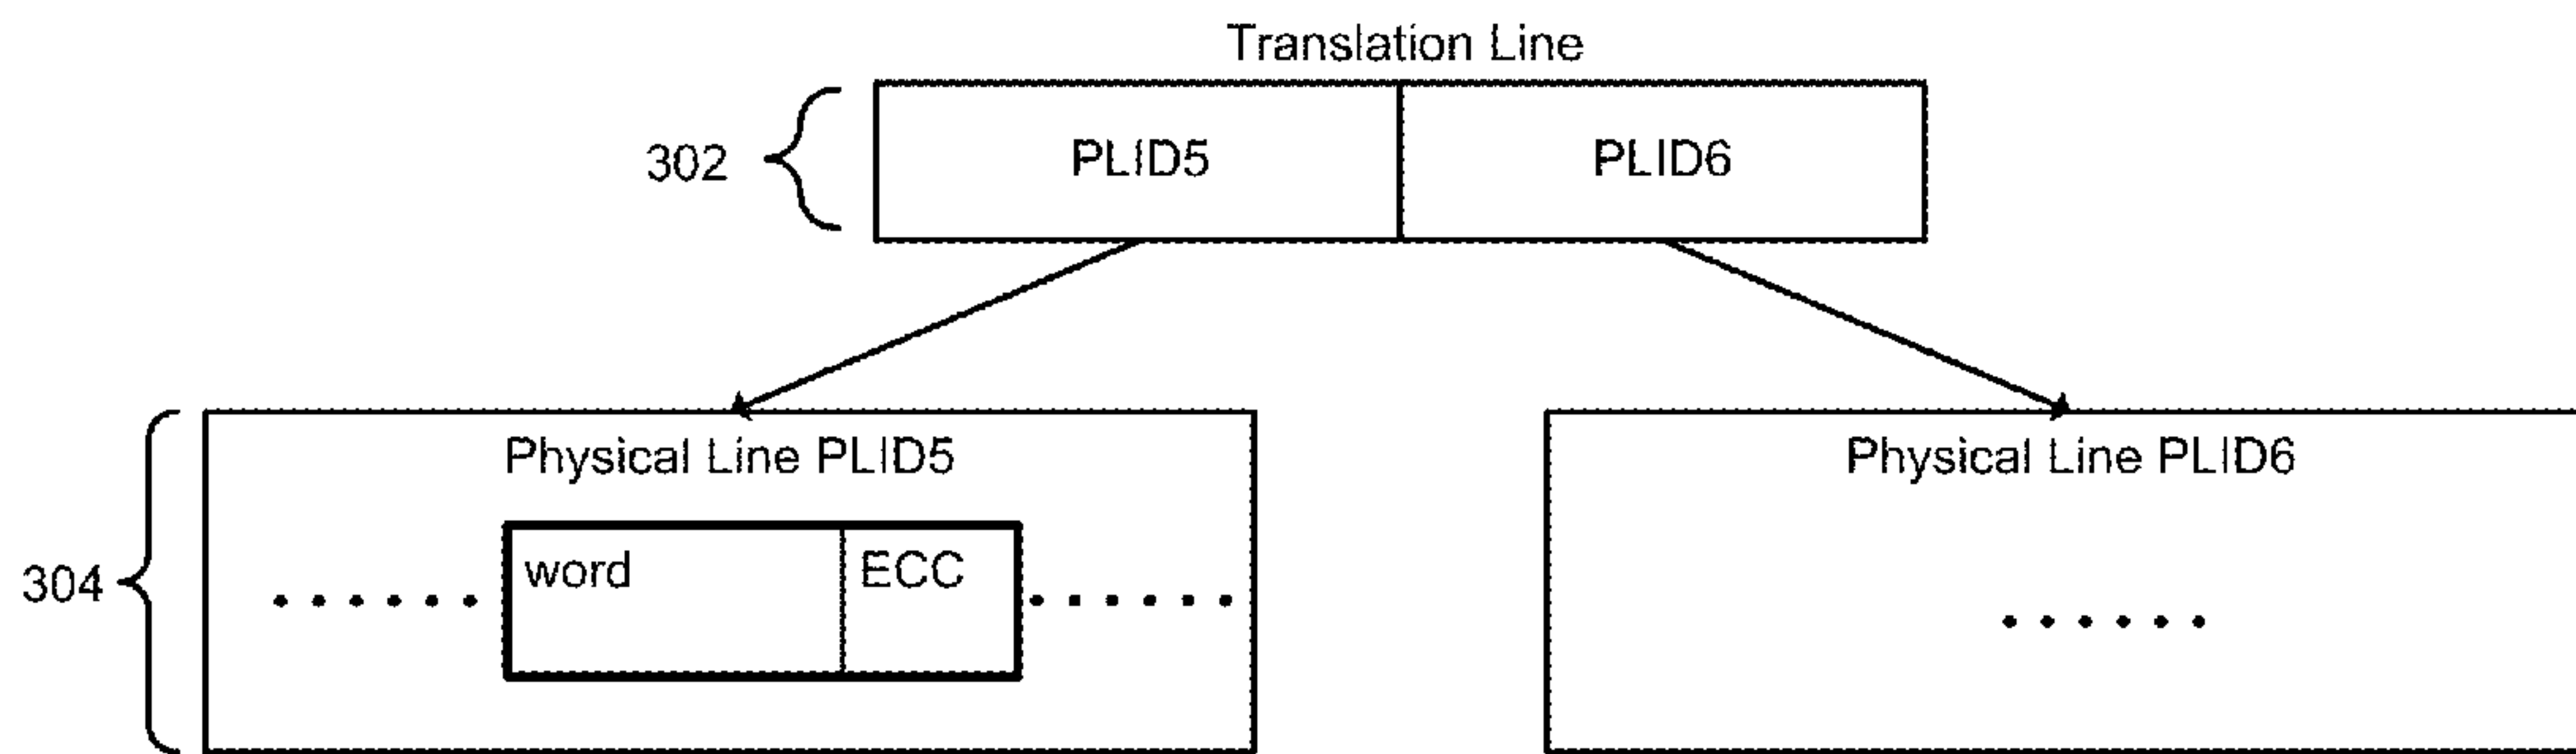 Translation Line
302
PLID5 PLID6
Physical Line PLID5 Physical Line PLID6
304
word ECC